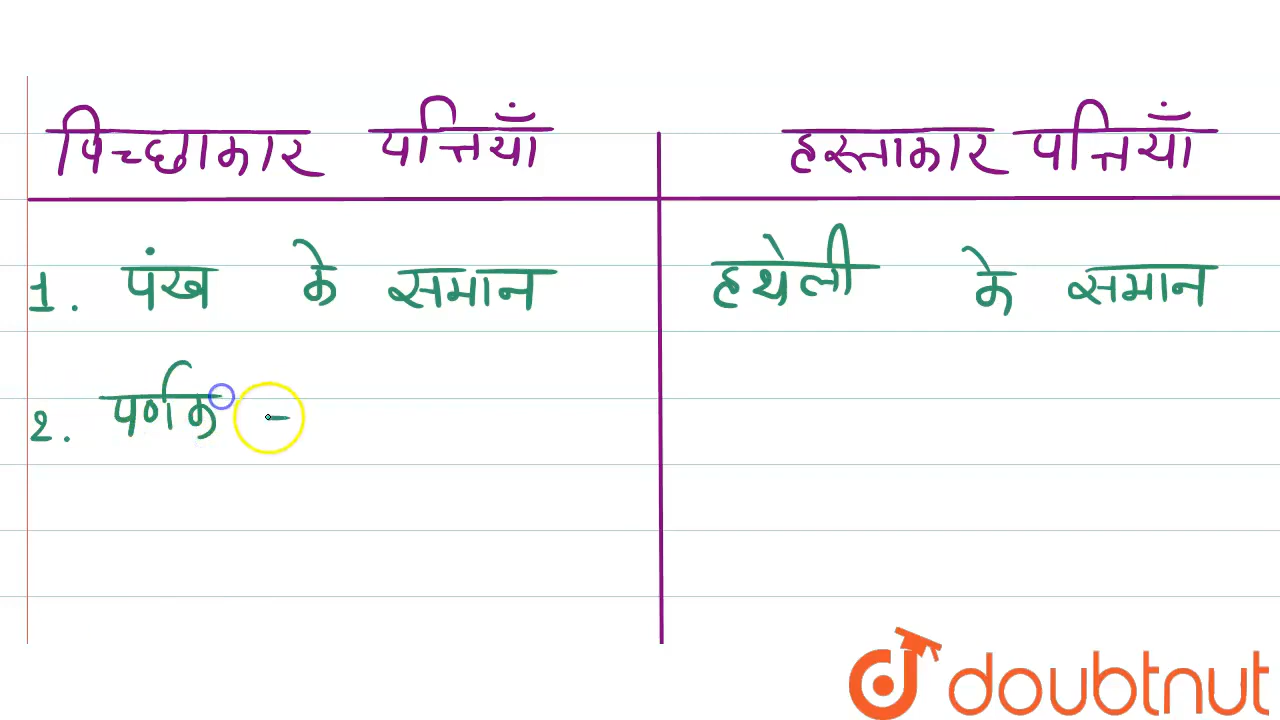 पिच्छाकार पत्तियाँ हस्ताकार पत्तियाँ
1. पंख के समान हथेली के समान
2. पर्णक -
doubtnut